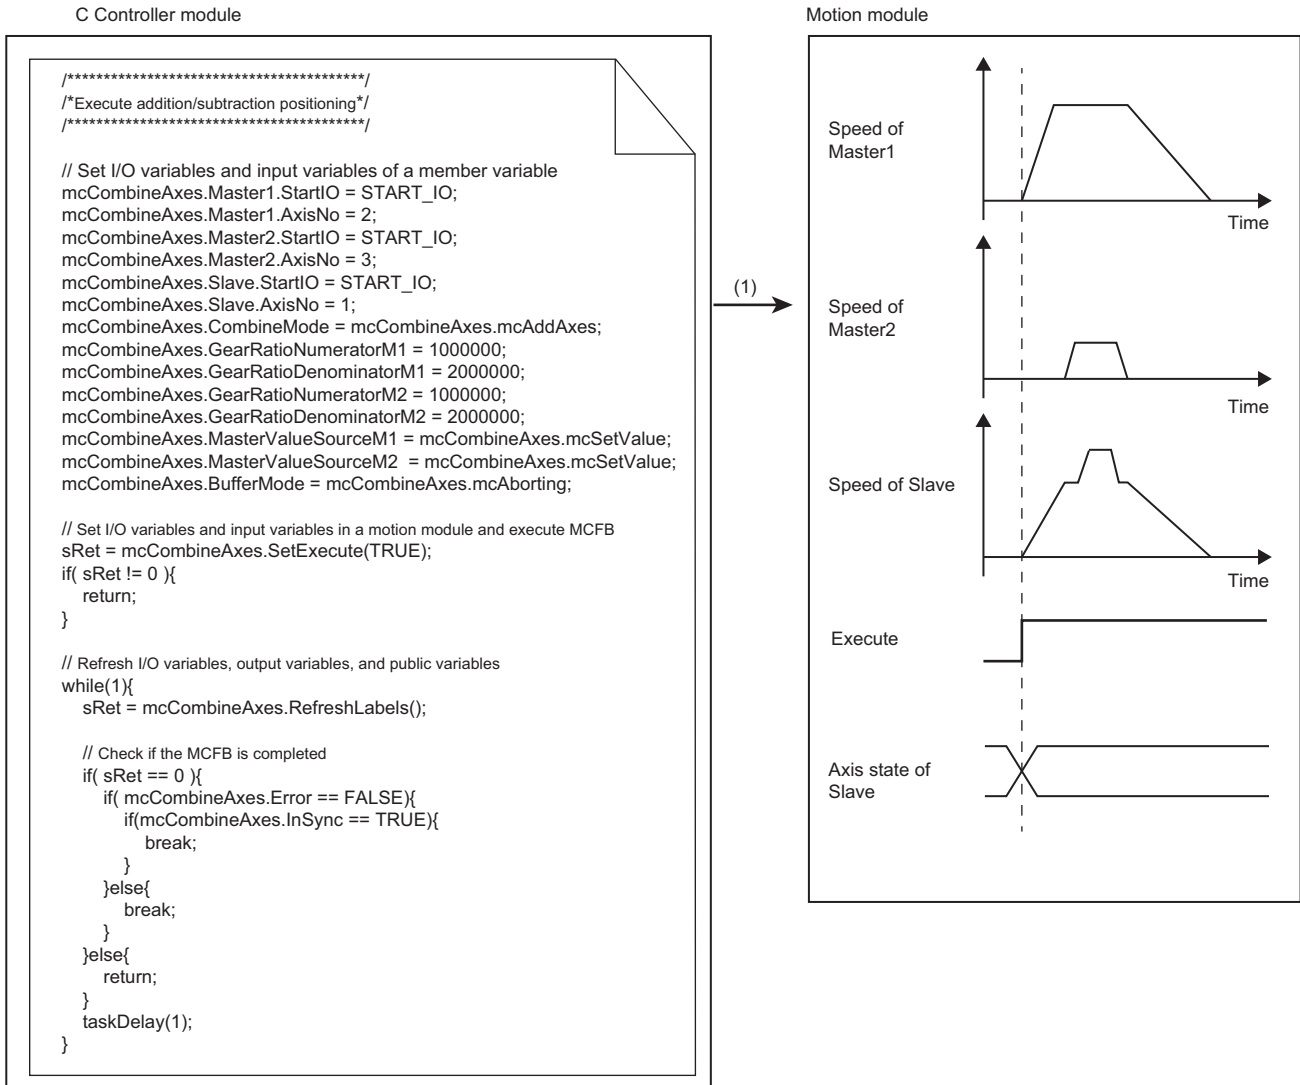 C Controller module
/*****************************************/
/*Execute addition/subtraction positioning*/
/*****************************************/
// Set I/O variables and input variables of a member variable
mcCombineAxes.Master1.StartIO = START_IO;
mcCombineAxes.Master1.AxisNo = 2;
mcCombineAxes.Master2.StartIO = START_IO;
mcCombineAxes.Master2.AxisNo = 3;
mcCombineAxes.Slave.StartIO = START_IO;
mcCombineAxes.Slave.AxisNo = 1;
mcCombineAxes.CombineMode = mcCombineAxes.mcAddAxes;
mcCombineAxes.GearRatioNumeratorM1 = 1000000;
mcCombineAxes.GearRatioDenominatorM1 = 2000000;
mcCombineAxes.GearRatioNumeratorM2 = 1000000;
mcCombineAxes.GearRatioDenominatorM2 = 2000000;
mcCombineAxes.MasterValueSourceM1 = mcCombineAxes.mcSetValue;
mcCombineAxes.MasterValueSourceM2  = mcCombineAxes.mcSetValue;
mcCombineAxes.BufferMode = mcCombineAxes.mcAborting;
// Set I/O variables and input variables in a motion module and execute MCFB
sRet = mcCombineAxes.SetExecute(TRUE);
if( sRet != 0 ){
return;
}
// Refresh I/O variables, output variables, and public variables
while(1){
sRet = mcCombineAxes.RefreshLabels();
// Check if the MCFB is completed
if( sRet == 0 ){
if( mcCombineAxes.Error == FALSE){
if(mcCombineAxes.InSync == TRUE){
break;
}
}else{
break;
}
}else{
return;
}
taskDelay(1);
}
(1)
Motion module
Speed of
Master1
Time
Speed of
Master2
Time
Speed of Slave
Time
Execute
Axis state of
Slave